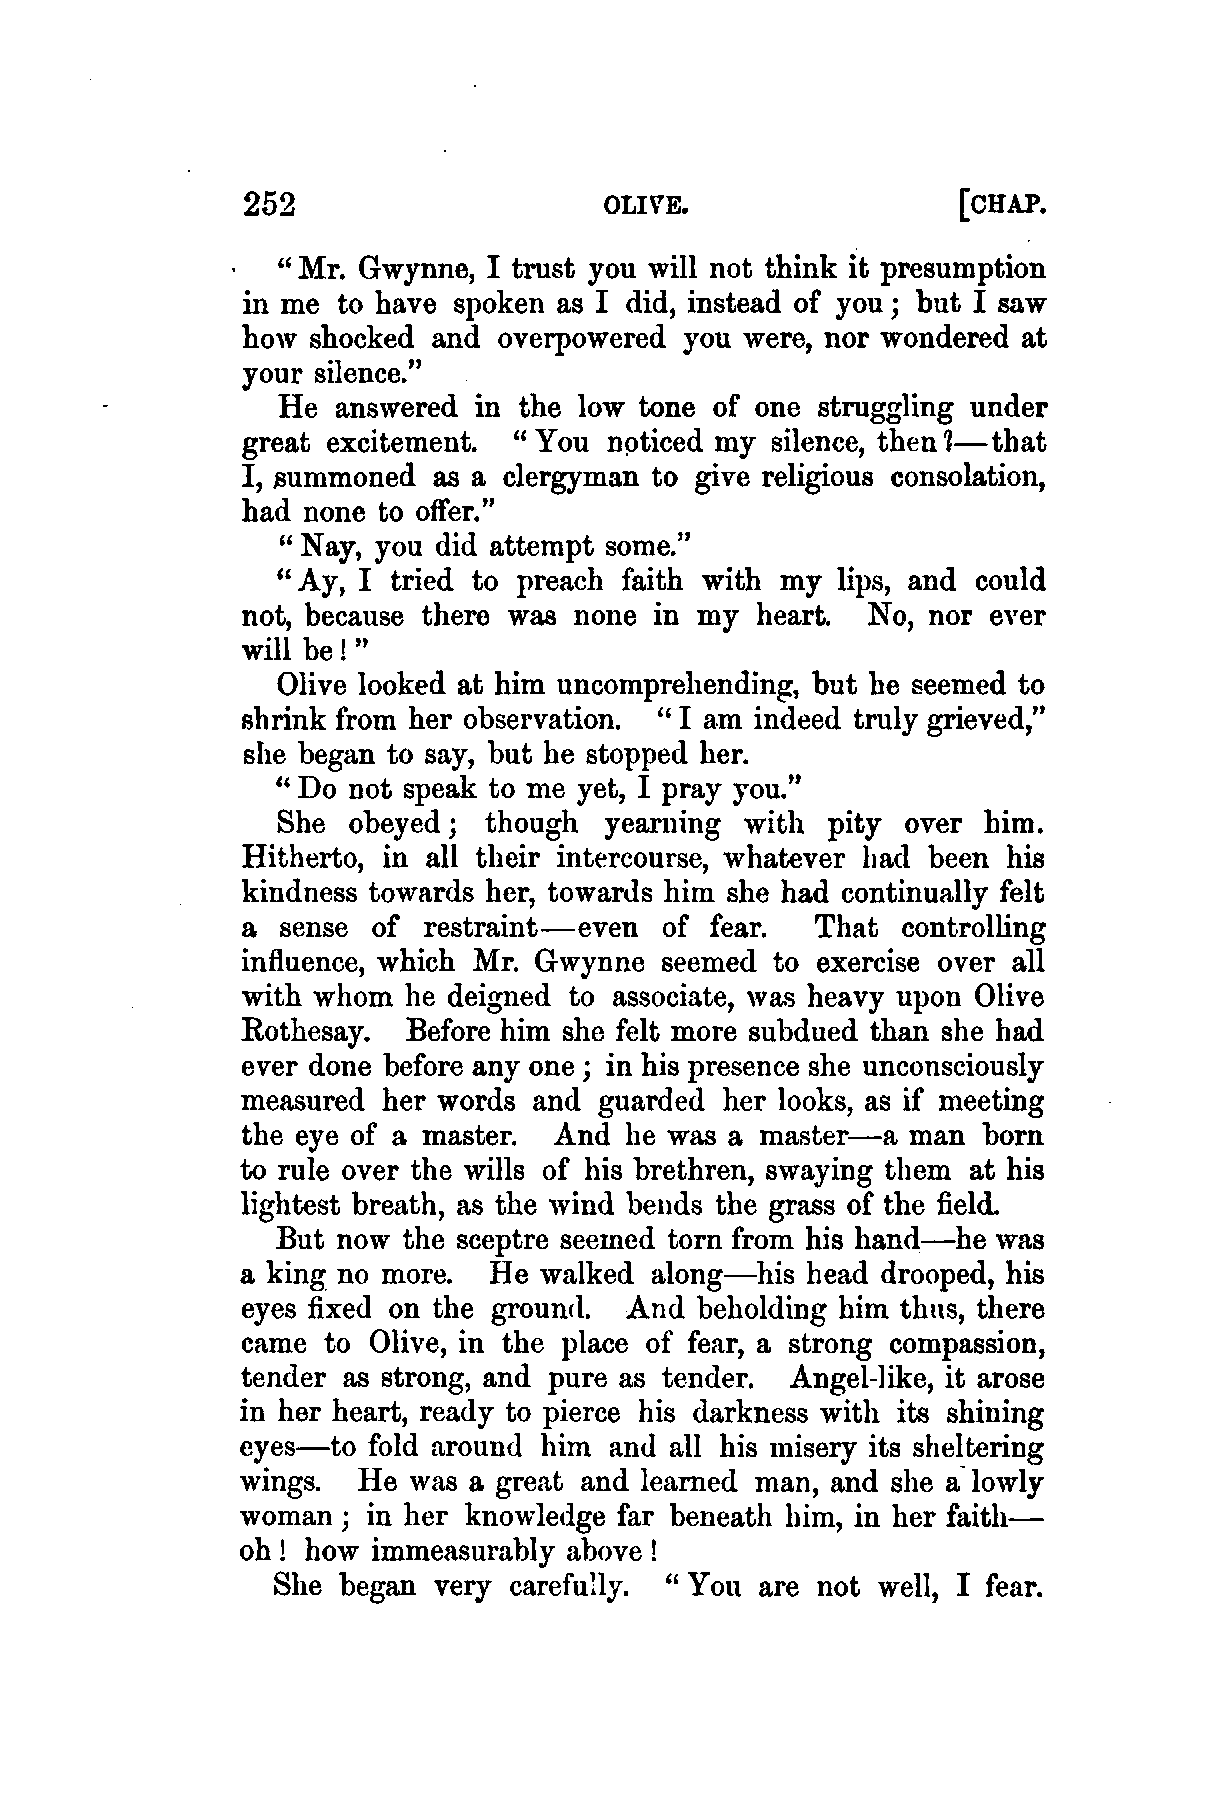 252 OLIVE. [CHAP.
"Mr. Gwynne, I trust you will not think it presumption
in me to have spoken as I did, instead of you; but I saw
how shocked and overpowered you were, nor wondered at
your silence."
He answered in the low tone of one struggling under
great excitement. "You noticed my silence, then?—that
I, summoned as a clergyman to give religious consolation,
had none to offer."
"Nay, you did attempt some."
"Ay, I tried to preach faith with my lips, and could
not, because there was none in my heart. No, nor ever
will be!"
Olive looked at him uncomprehending, but he seemed to
shrink from her observation. "I am indeed truly grieved,"
she began to say, but he stopped her.
"Do not speak to me yet, I pray you."
She obeyed; though yearning with pity over him.
Hitherto, in all their intercourse, whatever had been his
kindness towards her, towards him she had continually felt
a sense of restraint—even of fear. That controlling
influence, which Mr. Gwynne seemed to exercise over all
with whom he deigned to associate, was heavy upon Olive
Rothesay. Before him she felt more subdued than she had
ever done before any one; in his presence she unconsciously
measured her words and guarded her looks, as if meeting
the eye of a master. And he was a master—a man born
to rule over the wills of his brethren, swaying them at his
lightest breath, as the wind bends the grass of the field.
But now the sceptre seemed torn from his hand—he was
a king no more. He walked along—his head drooped, his
eyes fixed on the ground. And beholding him thus, there
came to Olive, in the place of fear, a strong compassion,
tender as strong, and pure as tender. Angel-like, it arose
in her heart, ready to pierce his darkness with its shining
eyes—to fold around him and all his misery its sheltering
wings. He was a great and learned man, and she a lowly
woman; in her knowledge far beneath him, in her faith—
oh! how immeasurably above!
She began very carefully. "You are not well, I fear.